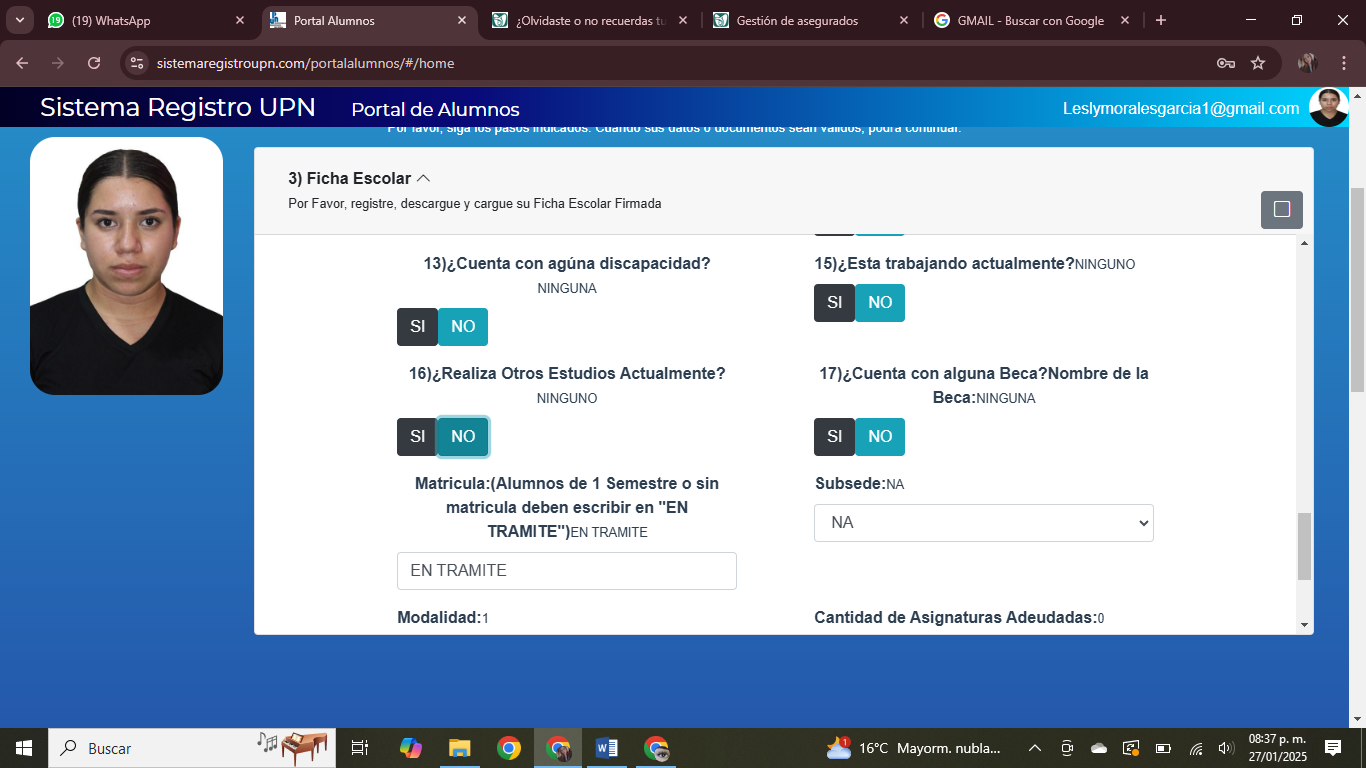 (19) WhatsApp
Portal Alumnos
¿Olvidaste o no recuerdas tu
Gestión de asegurados
GMAIL - Buscar con Google
sistemaregistroupn.com/portalalumnos/#/home
Sistema Registro UPN
Portal de Alumnos
Leslymoralesgarcia1@gmail.com
Por favor, siga los pasos indicados. Cuando sus datos o documentos sean válidos, podrá continuar.
3) Ficha Escolar
Por Favor, registre, descargue y cargue su Ficha Escolar Firmada
13)¿Cuenta con agúna discapacidad?
NINGUNA
SI NO
15)¿Esta trabajando actualmente?NINGUNO
SI NO
16)¿Realiza Otros Estudios Actualmente?
NINGUNO
SI NO
17)¿Cuenta con alguna Beca?Nombre de la
Beca:NINGUNA
SI NO
Matricula:(Alumnos de 1 Semestre o sin
matricula deben escribir en "EN
TRAMITE")EN TRAMITE
EN TRAMITE
Subsede:NA
NA
Modalidad:1
Cantidad de Asignaturas Adeudadas:0
Buscar
1
16°C Mayorm. nubla...
08:37 p. m.
27/01/2025